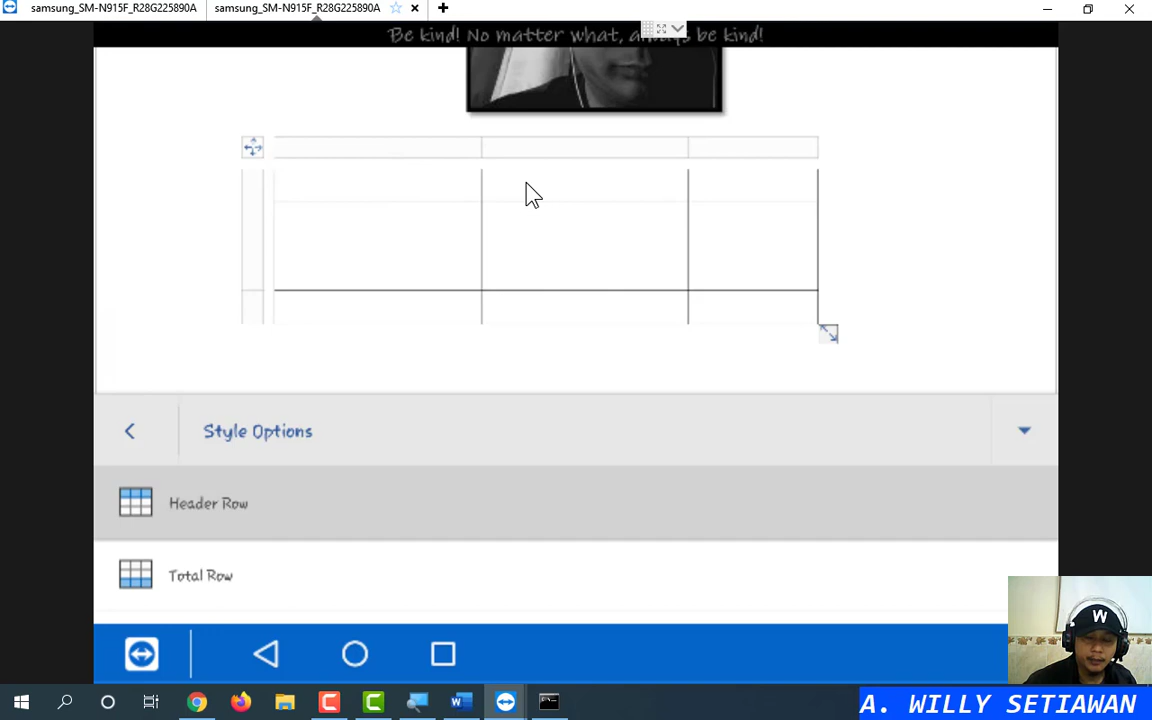 samsung_SM-N915F_R28G225890A
samsung_SM-N915F_R28G225890A
Be kind! No matter what, always be kind!
Style Options
Header Row
Total Row
W
A. WILLY SETIAWAN